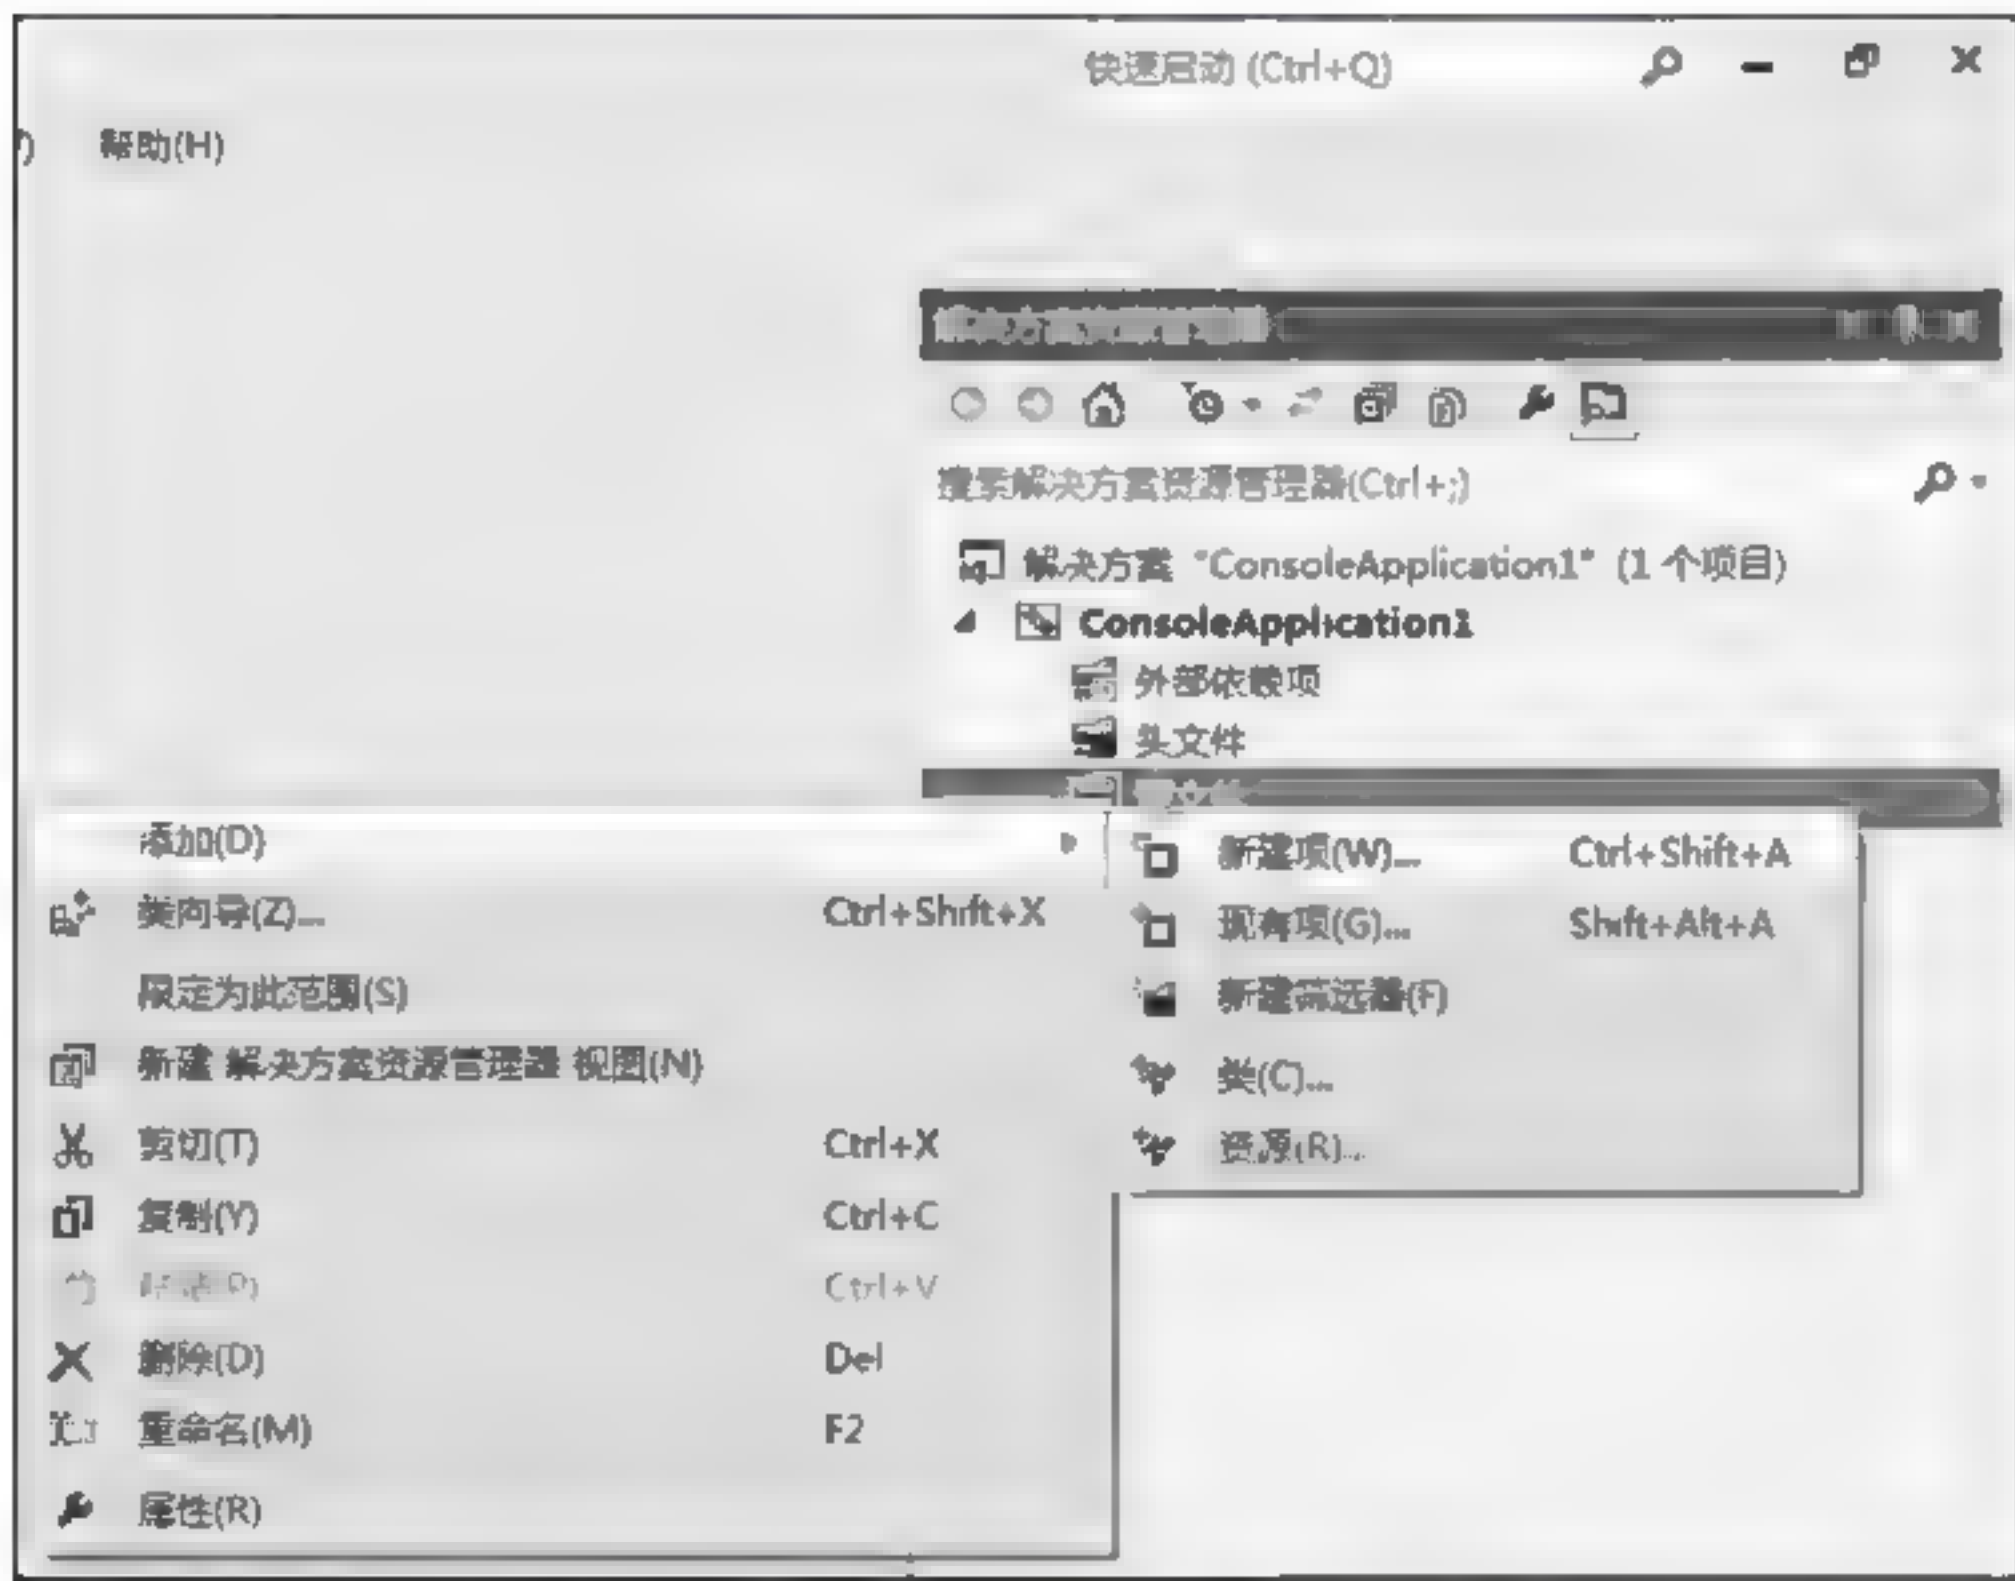 快速启动 (Ctrl+Q)
帮助(H)
搜索解决方案资源管理器(Ctrl+;)
解决方案 "ConsoleApplication1" (1 个项目)
ConsoleApplication1
外部依赖项
头文件
添加(D)
类向导(Z)... Ctrl+Shift+X
限定为此范围(S)
新建 解决方案资源管理器 视图(N)
剪切(T) Ctrl+X
复制(Y) Ctrl+C
Ctrl+V
删除(D) Del
重命名(M) F2
属性(R)
新建项(W)... Ctrl+Shift+A
现有项(G)... Shift+Alt+A
新建筛选器(F)
类(C)...
资源(R)...